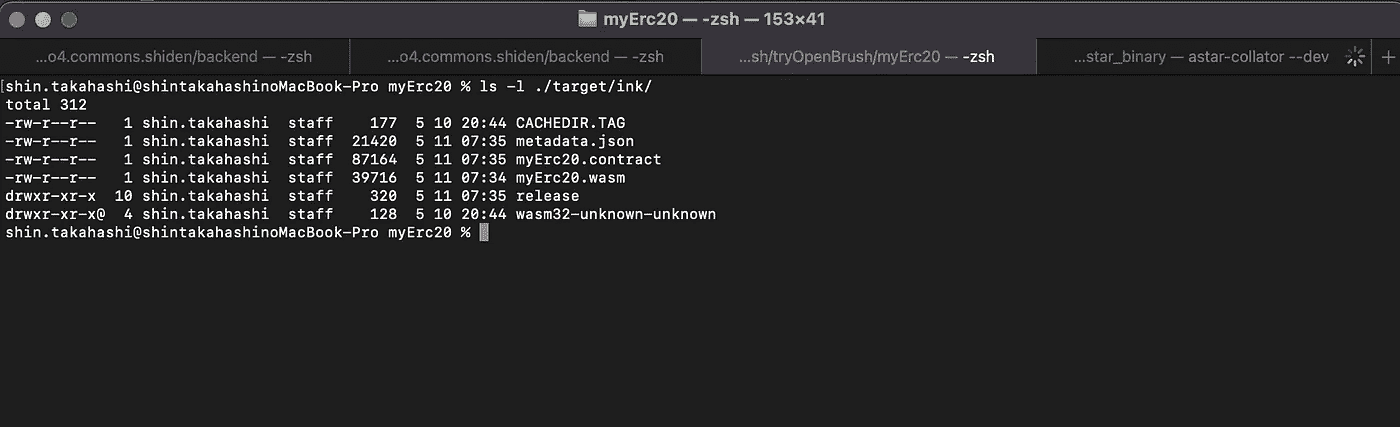 myErc20 — -zsh — 153×41
...o4.commons.shiden/backend — -zsh
...o4.commons.shiden/backend — -zsh
...sh/tryOpenBrush/myErc20 — -zsh
...star_binary — astar-collator --dev
+
[shin.takahashi@shintakahashinoMacBook-Pro myErc20 % ls -l ./target/ink/
total 312
-rw-r--r--   1 shin.takahashi  staff    177  5 10 20:44 CACHEDIR.TAG
-rw-r--r--   1 shin.takahashi  staff  21420  5 11 07:35 metadata.json
-rw-r--r--   1 shin.takahashi  staff  87164  5 11 07:35 myErc20.contract
-rw-r--r--   1 shin.takahashi  staff  39716  5 11 07:34 myErc20.wasm
drwxr-xr-x  10 shin.takahashi  staff    320  5 11 07:35 release
drwxr-xr-x@  4 shin.takahashi  staff    128  5 10 20:44 wasm32-unknown-unknown
shin.takahashi@shintakahashinoMacBook-Pro myErc20 %